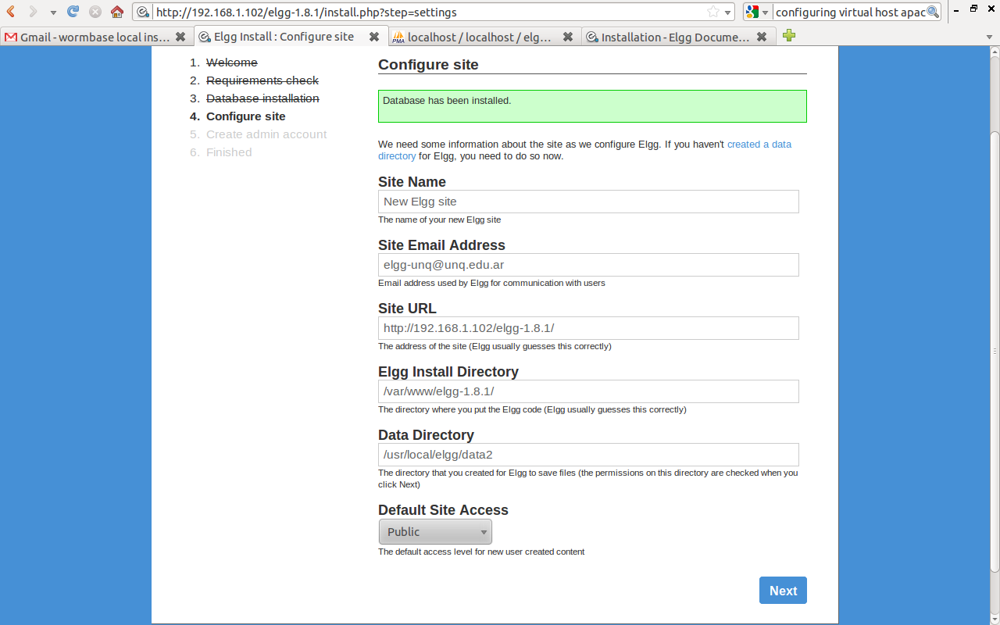 http://192.168.1.102/elgg-1.8.1/install.php?step=settings
configuring virtual host apac
Gmail - wormbase local ins...
Elgg Install : Configure site
localhost / localhost / elg...
Installation - Elgg Docume...
1. Welcome
2. Requirements check
3. Database installation
4. Configure site
5. Create admin account
6. Finished
Configure site
Database has been installed.
We need some information about the site as we configure Elgg. If you haven't created a data
directory for Elgg, you need to do so now.
Site Name
New Elgg site
The name of your new Elgg site
Site Email Address
elgg-unq@unq.edu.ar
Email address used by Elgg for communication with users
Site URL
http://192.168.1.102/elgg-1.8.1/
The address of the site (Elgg usually guesses this correctly)
Elgg Install Directory
/var/www/elgg-1.8.1/
The directory where you put the Elgg code (Elgg usually guesses this correctly)
Data Directory
/usr/local/elgg/data2
The directory that you created for Elgg to save files (the permissions on this directory are checked when you
click Next)
Default Site Access
Public
The default access level for new user created content
Next